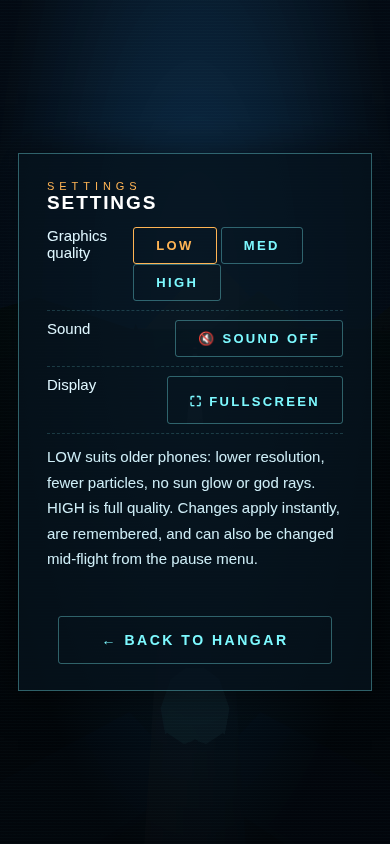 SETTINGS
SETTINGS
Graphics quality
LOW
MED
HIGH
Sound
🔇 SOUND OFF
Display
⛶ FULLSCREEN
LOW suits older phones: lower resolution,
fewer particles, no sun glow or god rays.
HIGH is full quality. Changes apply instantly,
are remembered, and can also be changed
mid-flight from the pause menu.
← BACK TO HANGAR